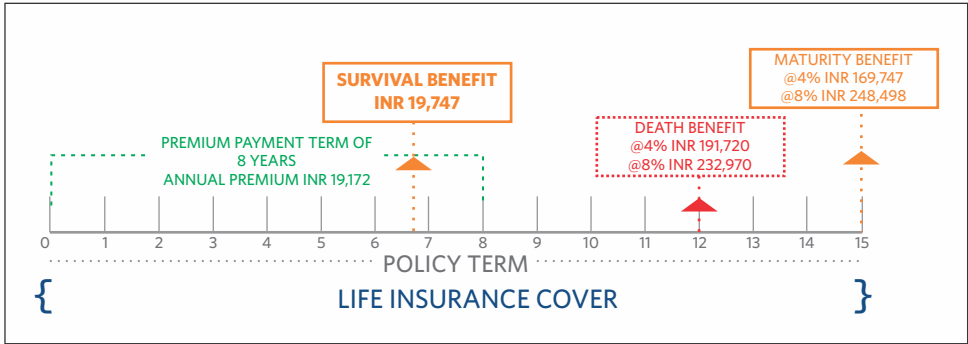 MATURITY BENEFIT
@4% INR 169,747
@8% INR 248,498
SURVIVAL BENEFIT
INR 19,747
DEATH BENEFIT
@4% INR 191,720
@8% INR 232,970
PREMIUM PAYMENT TERM OF
8 YEARS
ANNUAL PREMIUM INR 19,172
0 1 2 3 4 5 6 7 8 9 10 11 12 13 14 15
POLICY TERM
{ LIFE INSURANCE COVER }